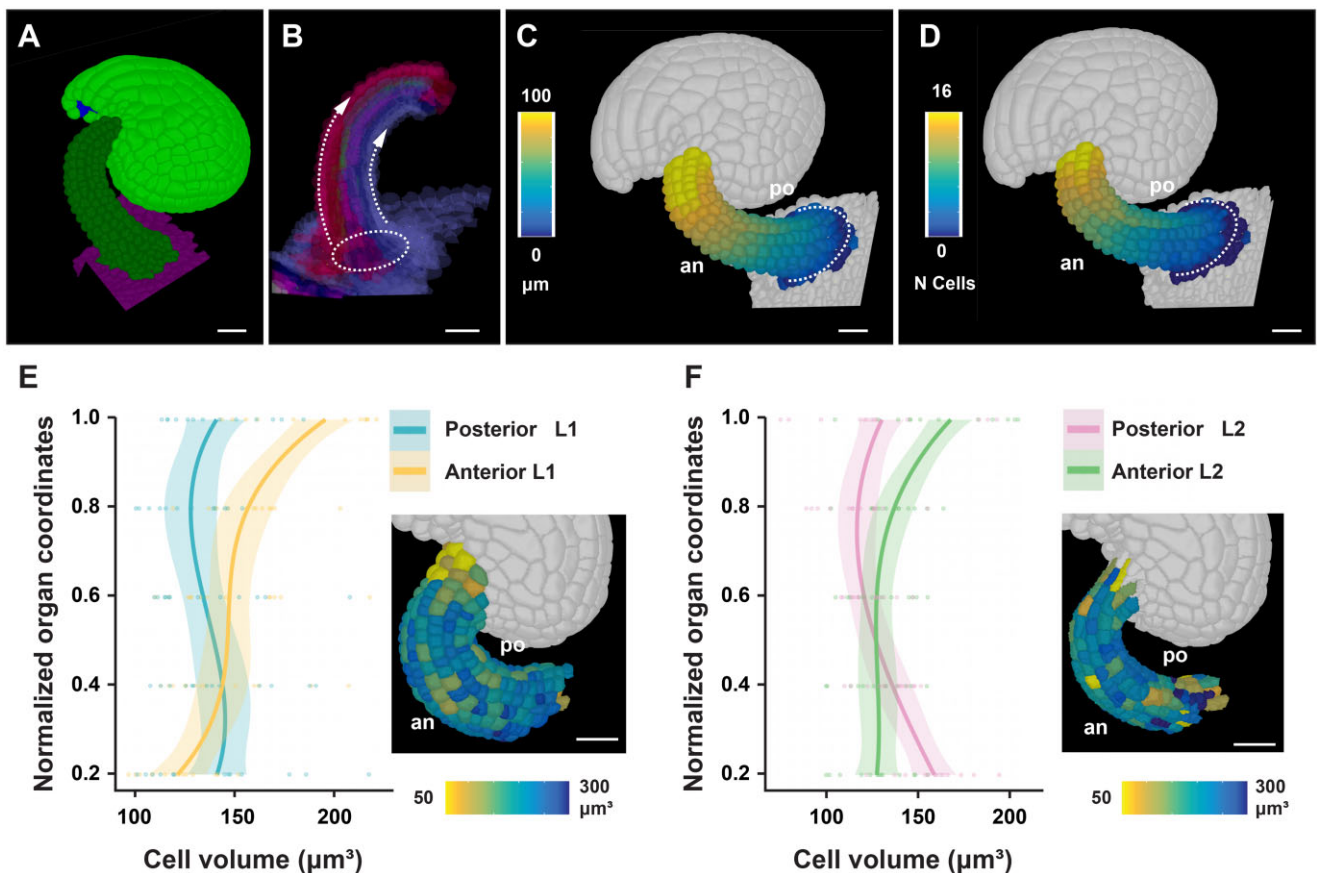 A
B
C
D
100
0
µm
po
an
16
0
N Cells
po
an
E
Normalized organ coordinates
1.0
0.8
0.6
0.4
0.2
100
150
200
Cell volume (µm³)
Posterior L1
Anterior L1
po
an
50
300
µm³
F
Normalized organ coordinates
1.0
0.8
0.6
0.4
0.2
100
150
200
Cell volume (µm³)
Posterior L2
Anterior L2
po
an
50
300
µm³